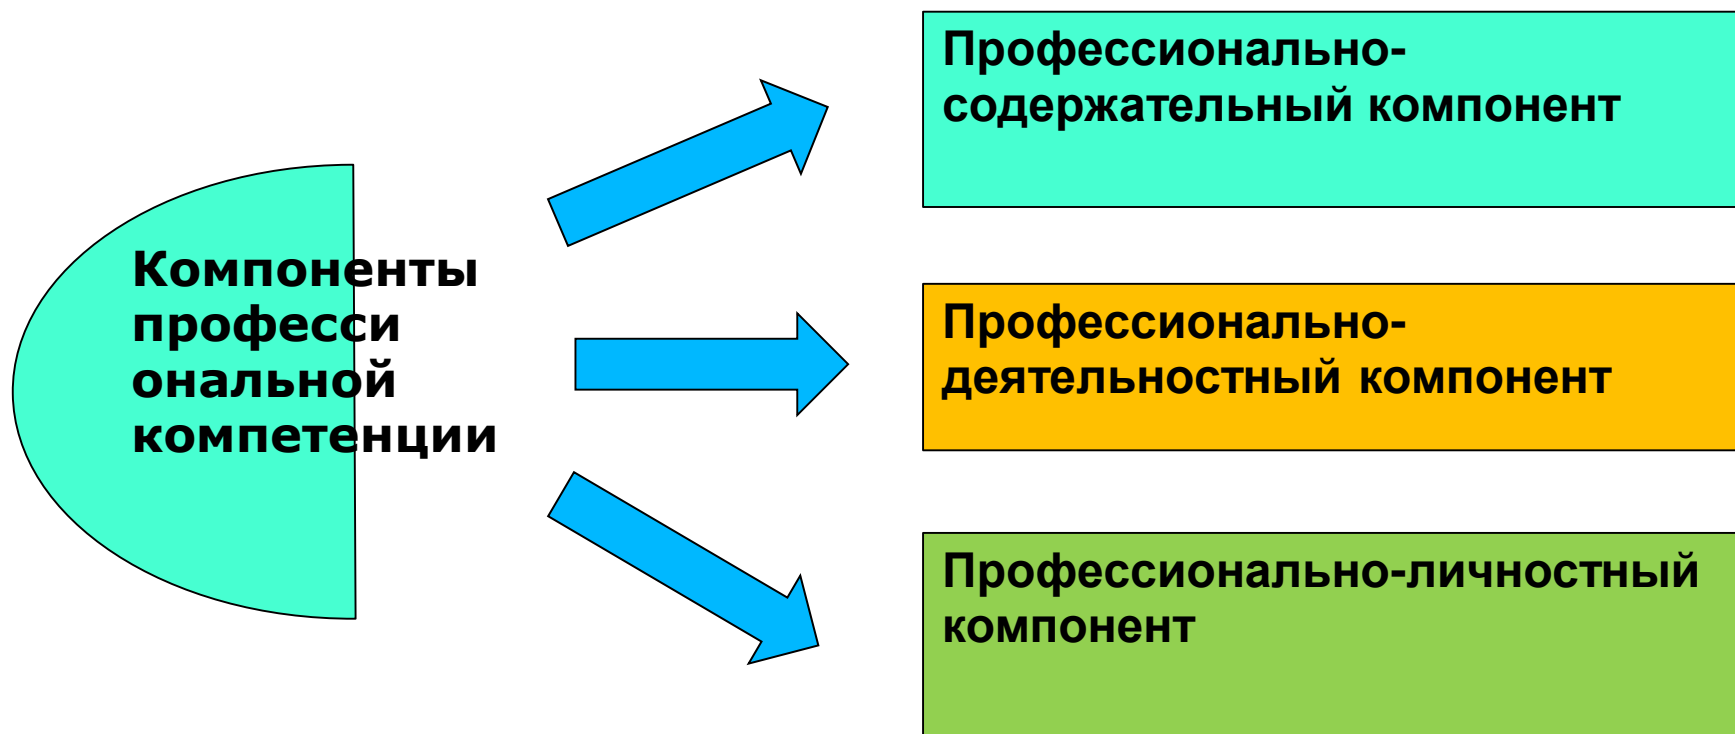 Компоненты
професси
ональной
компетенции
Профессионально-
содержательный компонент
Профессионально-
деятельностный компонент
Профессионально-личностный
компонент